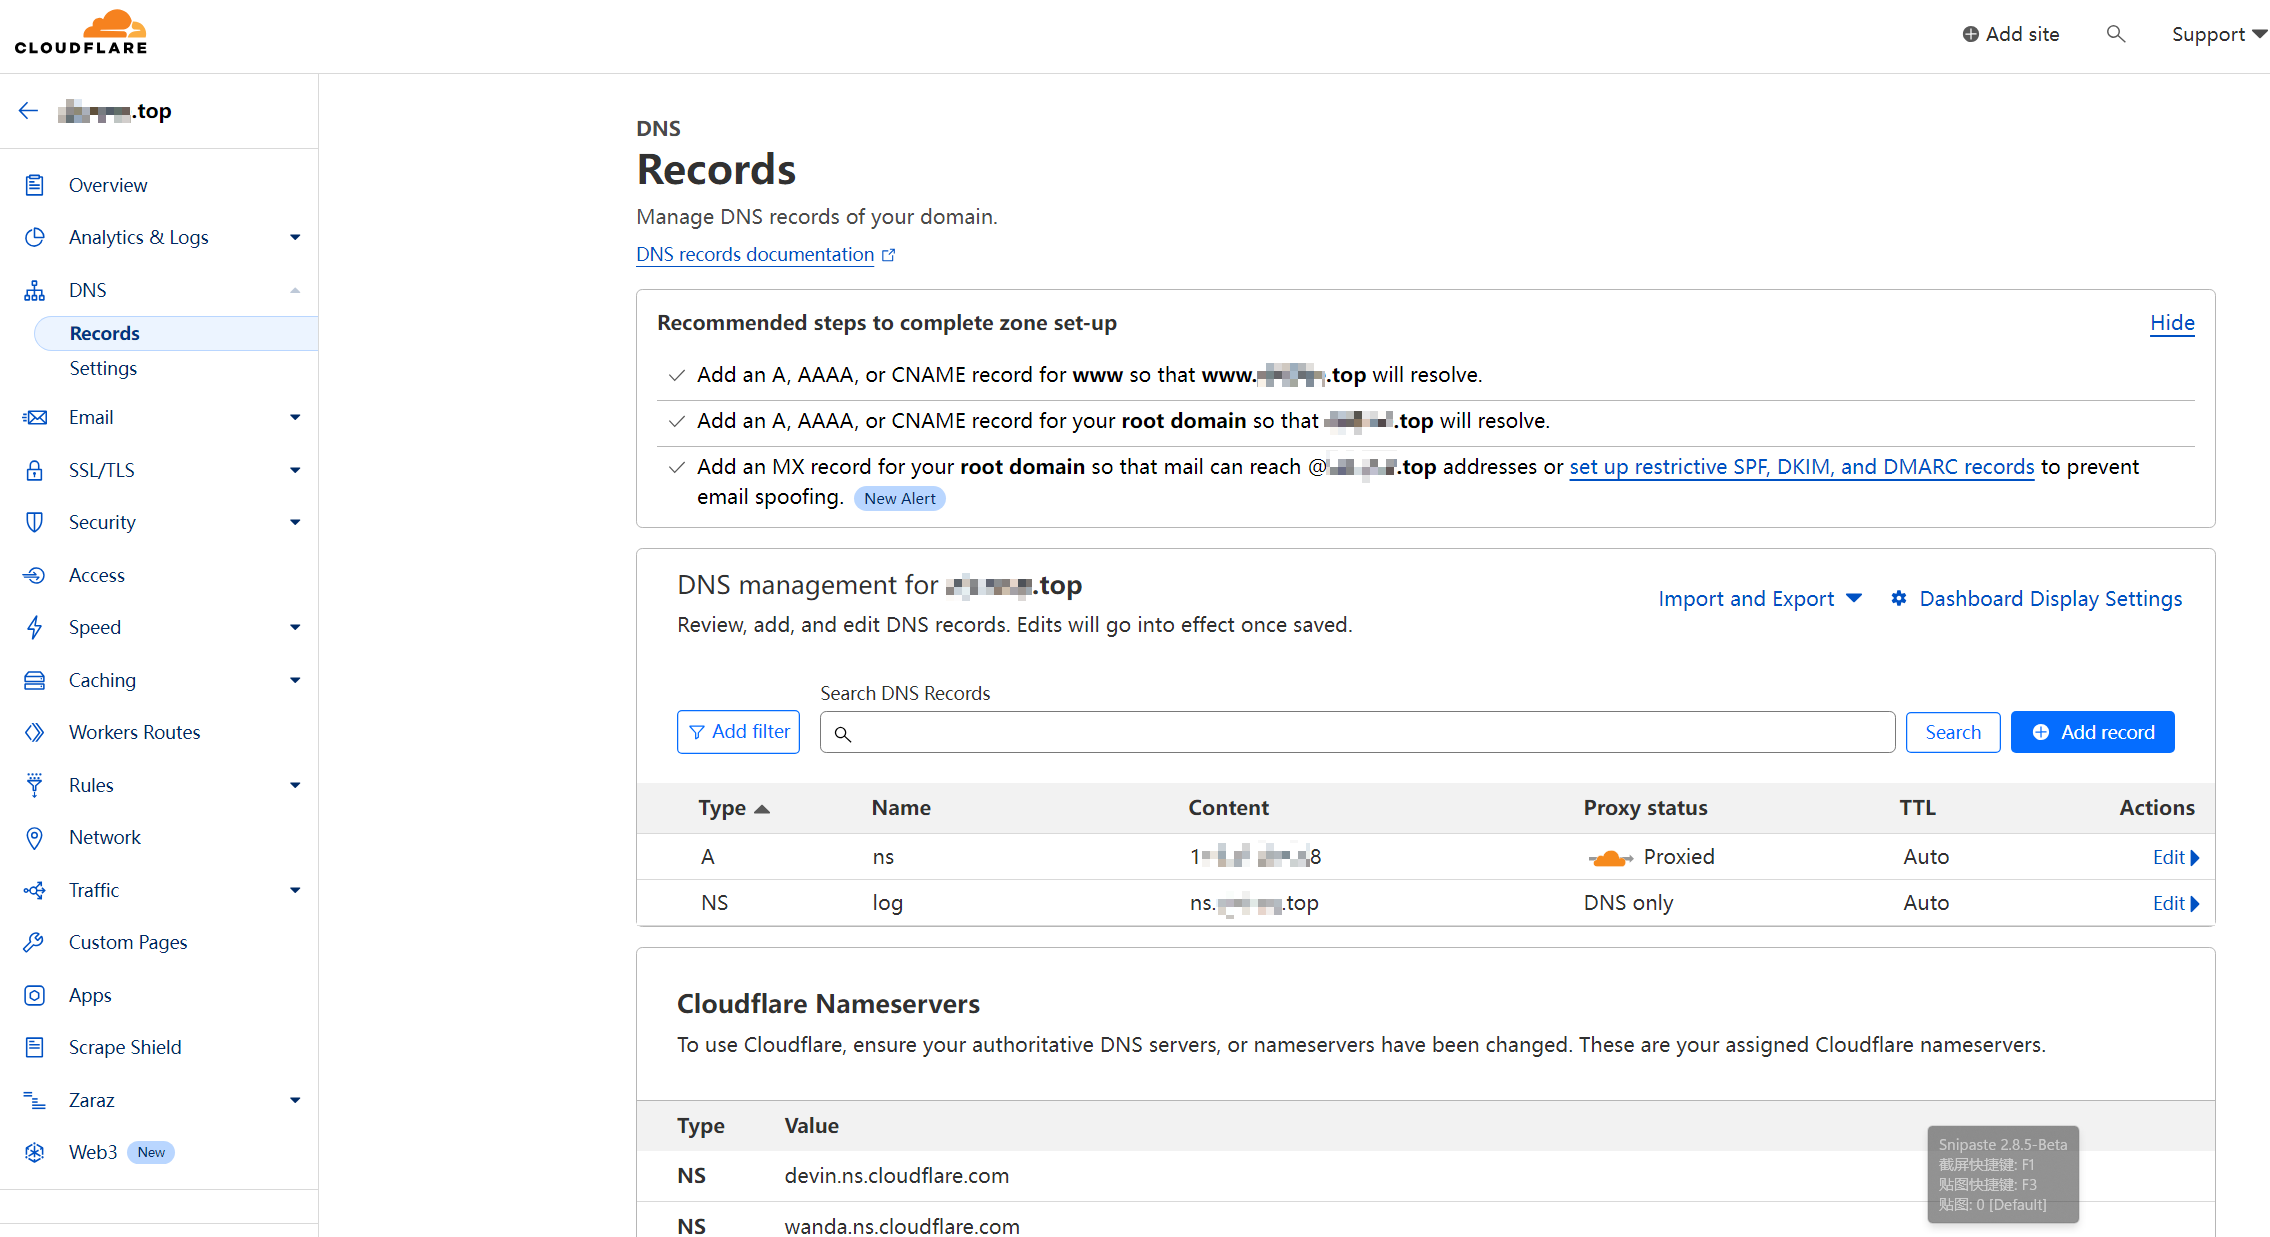 CLOUDFLARE
Add site
Support
.top
Overview
Analytics & Logs
DNS
Records
Settings
Email
SSL/TLS
Security
Access
Speed
Caching
Workers Routes
Rules
Network
Traffic
Custom Pages
Apps
Scrape Shield
Zaraz
Web3 New
DNS
Records
Manage DNS records of your domain.
DNS records documentation
Recommended steps to complete zone set-up
Hide
Add an A, AAAA, or CNAME record for www so that www. .top will resolve.
Add an A, AAAA, or CNAME record for your root domain so that .top will resolve.
Add an MX record for your root domain so that mail can reach @ .top addresses or set up restrictive SPF, DKIM, and DMARC records to prevent
email spoofing. New Alert
DNS management for .top
Import and Export
Dashboard Display Settings
Review, add, and edit DNS records. Edits will go into effect once saved.
Search DNS Records
Add filter
Search
Add record
Type Name Content Proxy status TTL Actions
A ns 1 8 Proxied Auto Edit
NS log ns. .top DNS only Auto Edit
Cloudflare Nameservers
To use Cloudflare, ensure your authoritative DNS servers, or nameservers have been changed. These are your assigned Cloudflare nameservers.
Type Value
NS devin.ns.cloudflare.com
NS wanda.ns.cloudflare.com
Snipaste 2.8.5-Beta
截屏快捷键: F1
贴图快捷键: F3
贴图: 0 [Default]